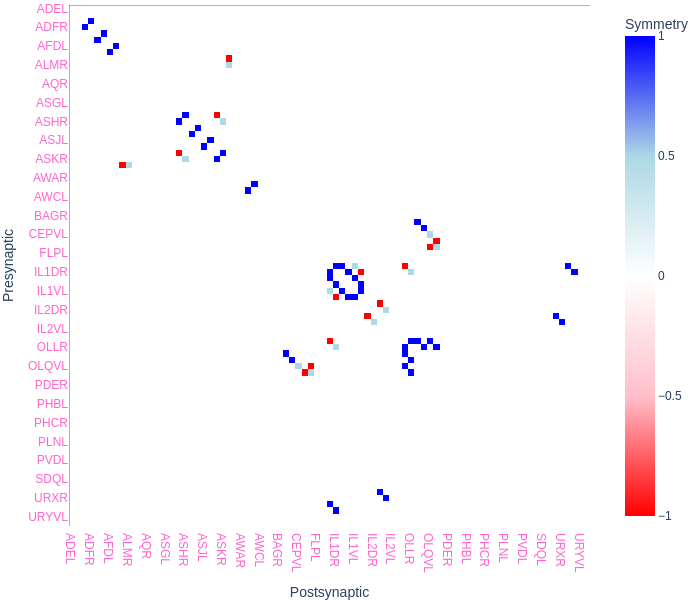 Symmetry
1
0.5
0
−0.5
−1
Presynaptic
ADEL
ADFR
AFDL
ALMR
AQR
ASGL
ASHR
ASJL
ASKR
AWAR
AWCL
BAGR
CEPVL
FLPL
IL1DR
IL1VL
IL2DR
IL2VL
OLLR
OLQVL
PDER
PHBL
PHCR
PLNL
PVDL
SDQL
URXR
URYVL
ADEL
ADFR
AFDL
ALMR
AQR
ASGL
ASHR
ASJL
ASKR
AWAR
AWCL
BAGR
CEPVL
FLPL
IL1DR
IL1VL
IL2DR
IL2VL
OLLR
OLQVL
PDER
PHBL
PHCR
PLNL
PVDL
SDQL
URXR
URYVL
Postsynaptic